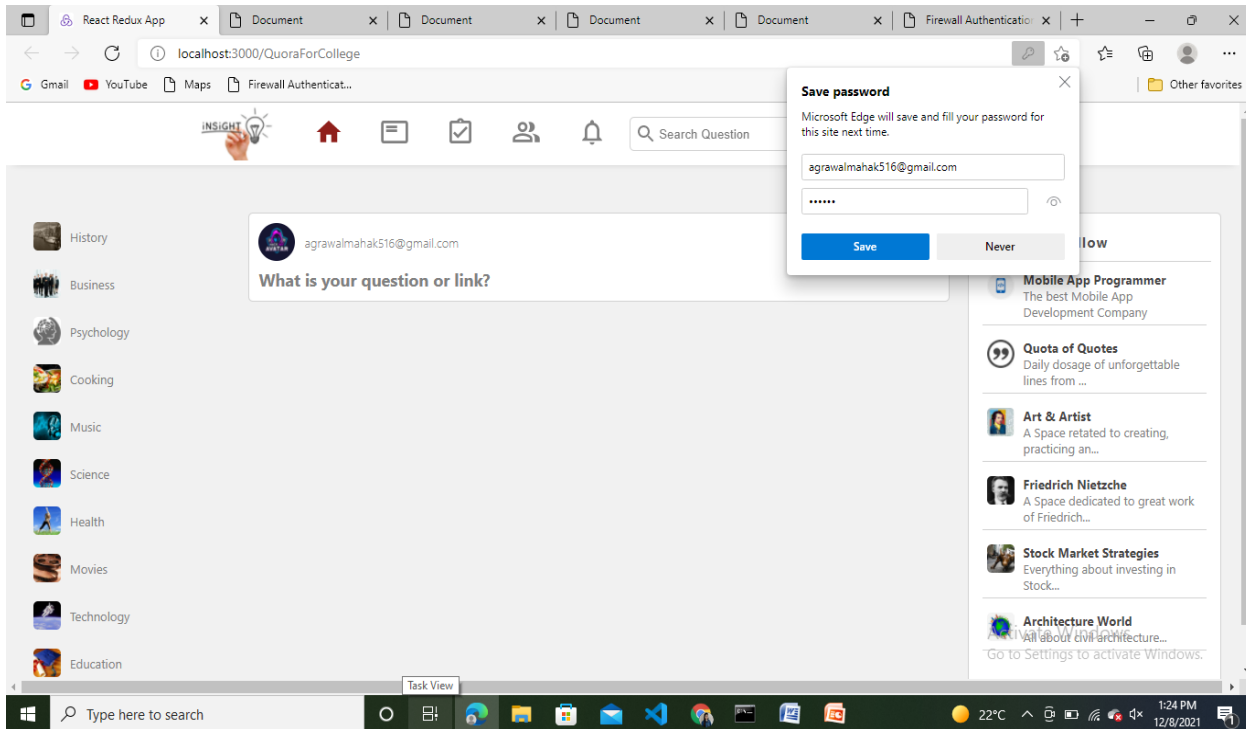 React Redux App
Document
Document
Document
Document
Firewall Authentication
localhost:3000/QuoraForCollege
Gmail
YouTube
Maps
Firewall Authenticat...
Other favorites
Save password
Microsoft Edge will save and fill your password for
this site next time.
agrawalmahak516@gmail.com
••••••
Save
Never
INSIGHT
Search Question
History
Business
Psychology
Cooking
Music
Science
Health
Movies
Technology
Education
agrawalmahak516@gmail.com
What is your question or link?
llow
Mobile App Programmer
The best Mobile App
Development Company
Quota of Quotes
Daily dosage of unforgettable
lines from ...
Art & Artist
A Space retated to creating,
practicing an...
Friedrich Nietzche
A Space dedicated to great work
of Friedrich...
Stock Market Strategies
Everything about investing in
Stock...
Architecture World
All about civil architecture...
Activate Windows
Go to Settings to activate Windows.
Task View
Type here to search
22°C
1:24 PM
12/8/2021
1